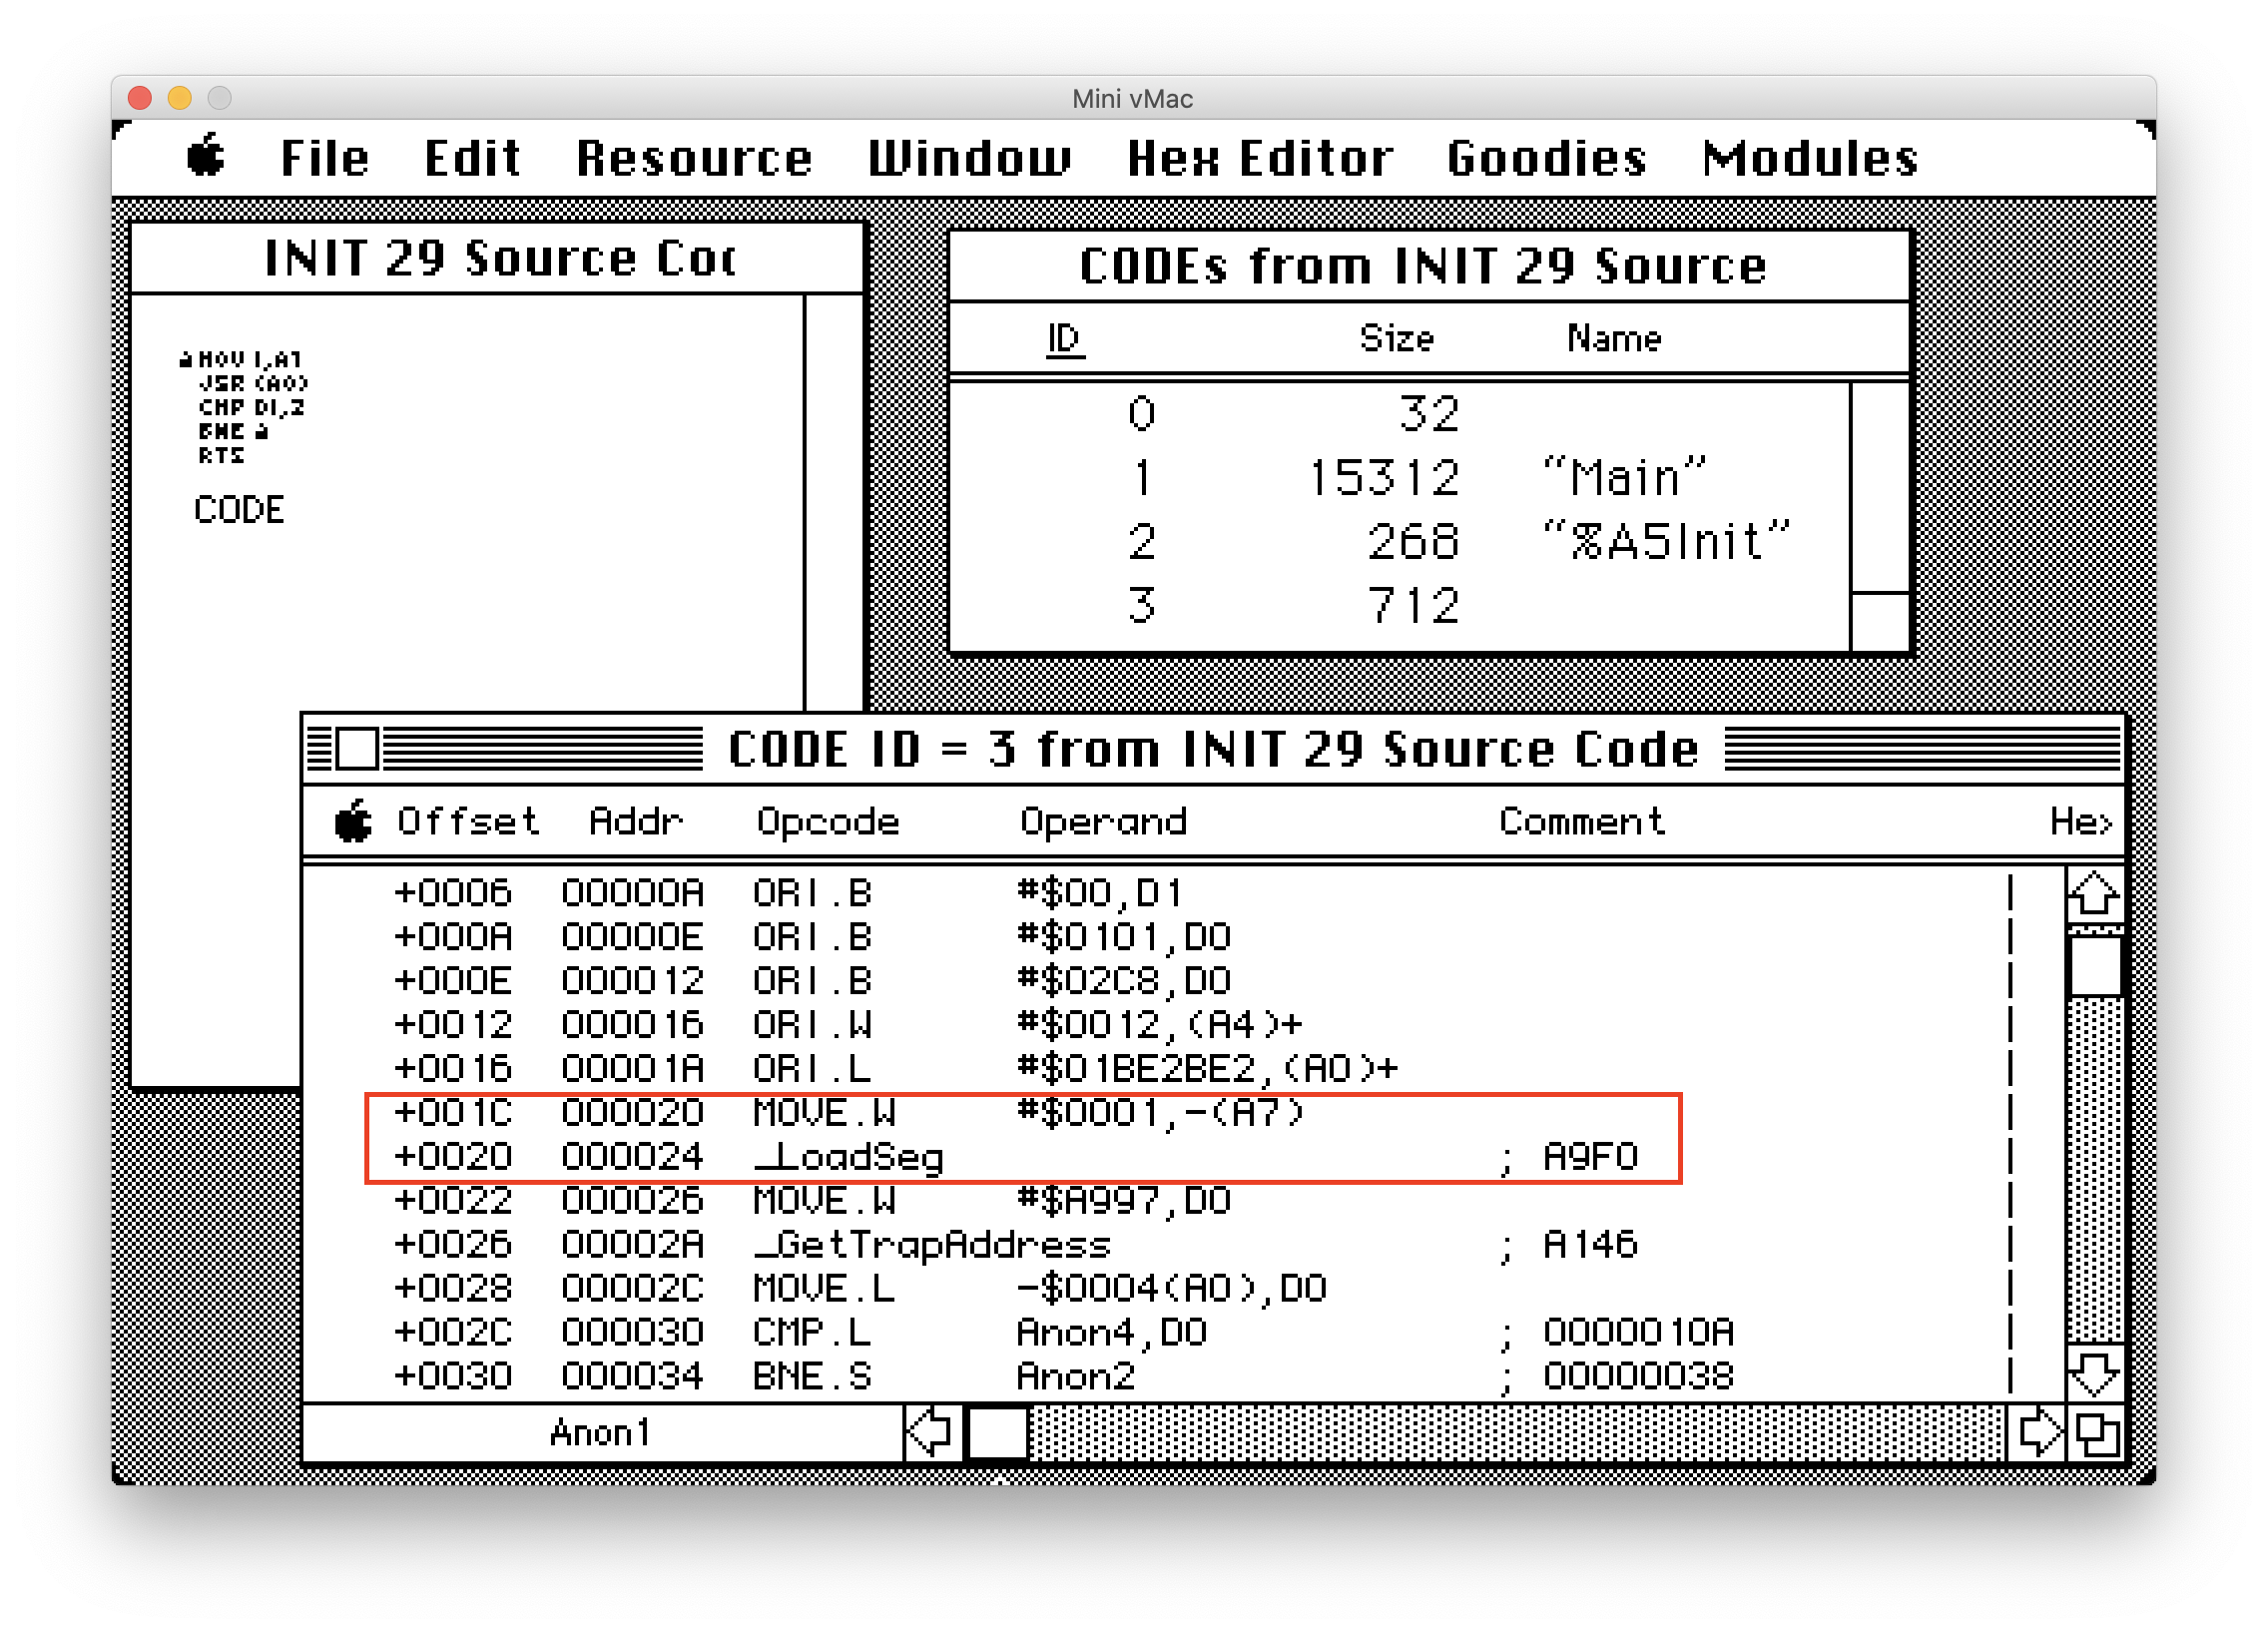 Mini vMac
File Edit Resource Window Hex Editor Goodies Modules
INIT 29 Source Coc
MOV 1,A1
JSR (A0)
CMP D1,2
BNE
RTS
CODE
CODEs from INIT 29 Source
ID Size Name
0 32
1 15312 “Main”
2 268 “%A5Init”
3 712
CODE ID = 3 from INIT 29 Source Code
Offset Addr Opcode Operand Comment Hex
+0006 00000A ORI.B #$00,D1
+000A 00000E ORI.B #$0101,D0
+000E 000012 ORI.B #$02C8,D0
+0012 000016 ORI.W #$0012,(A4)+
+0016 00001A ORI.L #$01BE2BE2,(A0)+
+001C 000020 MOVE.W #$0001,-(A7)
+0020 000024 _LoadSeg ; A9F0
+0022 000026 MOVE.W #$A997,D0
+0026 00002A _GetTrapAddress ; A146
+0028 00002C MOVE.L -$0004(A0),D0
+002C 000030 CMP.L Anon4,D0 ; 0000010A
+0030 000034 BNE.S Anon2 ; 00000038
Anon1